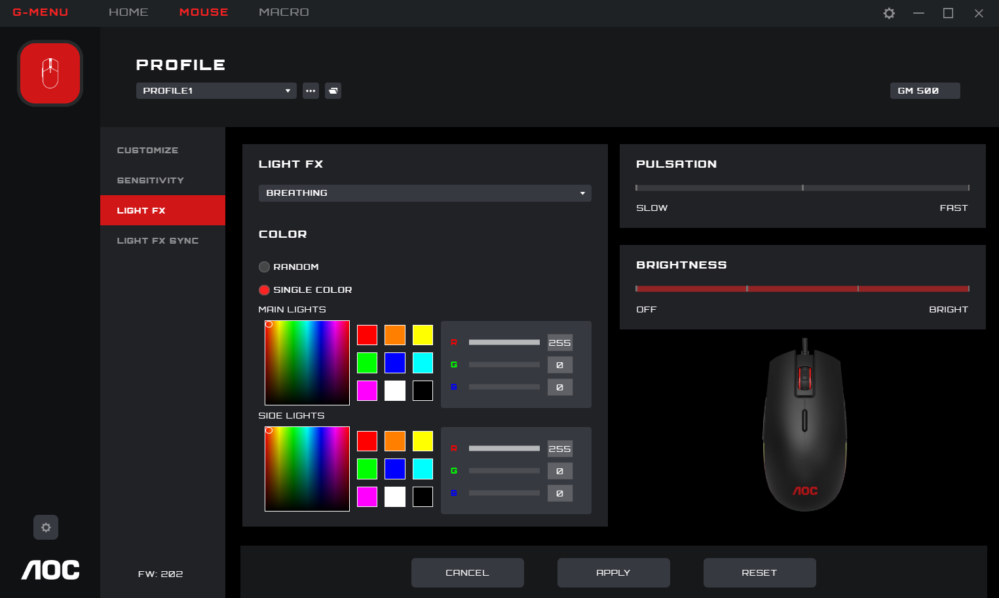 G-MENU HOME MOUSE MACRO
PROFILE
PROFILE1 GM 500
CUSTOMIZE
SENSITIVITY
LIGHT FX
LIGHT FX SYNC
FW: 202
LIGHT FX
BREATHING
COLOR
RANDOM
SINGLE COLOR
MAIN LIGHTS
R 255
G 0
B 0
SIDE LIGHTS
R 255
G 0
B 0
PULSATION
SLOW FAST
BRIGHTNESS
OFF BRIGHT
AOC
AOC
CANCEL APPLY RESET